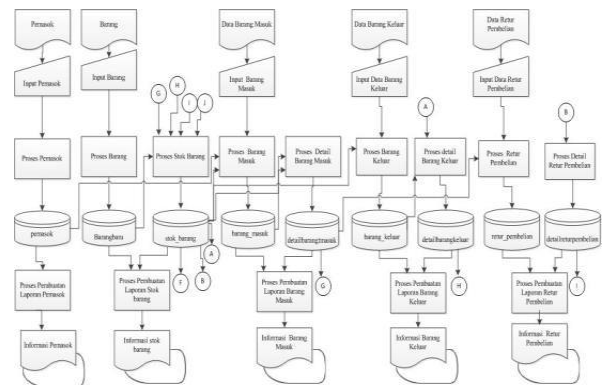 Pemasok
Barang
Data Barang Masuk
Data Barang Keluar
Data Retur
Pembelian
Input Pemasok
Input Barang
Input Barang
Masuk
Input Data Barang
Keluar
Input Data Retur
Pembelian
G
H
I
J
A
B
Proses Pemasok
Proses Barang
Proses Stok Barang
Proses Barang
Masuk
Proses Detail
Barang Masuk
Proses Barang
Keluar
Proses detail
Barang Keluar
Proses Retur
Pembelian
Proses Detail
Retur Pembelian
pemasok
Barangbaru
stok_barang
barang_masuk
detailbarangmasuk
barang_keluar
detailbarangkeluar
retur_pembelian
detailreturpembelian
A
F
B
G
H
I
Proses Pembuatan
Laporan Pemasok
Proses Pembuatan
Laporan Stok
barang
Proses Pembuatan
Laporan Barang
Masuk
Proses Pembuatan
Laporan Barang
Keluar
Proses Pembuatan
Laporan Retur
Pembelian
Informasi Pemasok
Informasi stok
barang
Informasi Barang
Masuk
Informasi Barang
Keluar
Informasi Retur
Pembelian